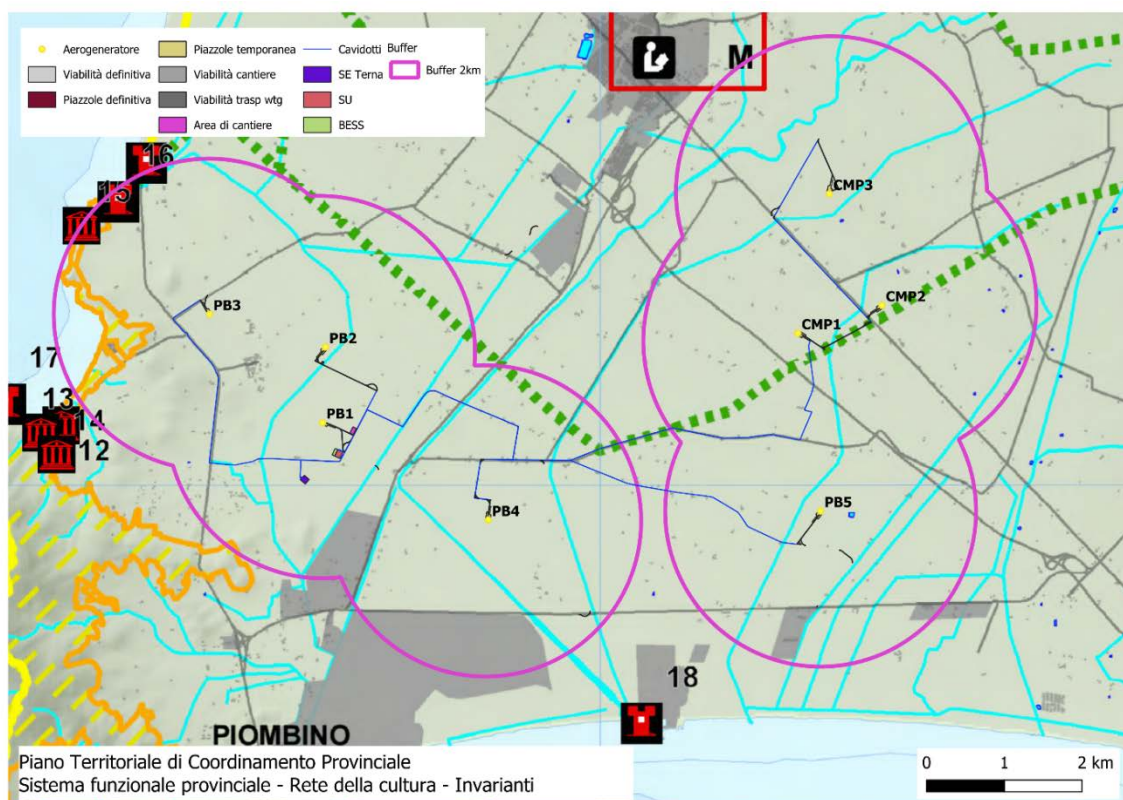 Aerogeneratore
Viabilità definitiva
Piazzole definitiva
Piazzole temporanea
Viabilità cantiere
Viabilità trasp wtg
Area di cantiere
Cavidotti
SE Terna
SU
BESS
Buffer
Buffer 2km
M
16
15
CMP3
PB3
CMP2
CMP1
PB2
17
13
14
PB1
12
PB5
PB4
18
PIOMBINO
Piano Territoriale di Coordinamento Provinciale
Sistema funzionale provinciale - Rete della cultura - Invarianti
0 1 2 km